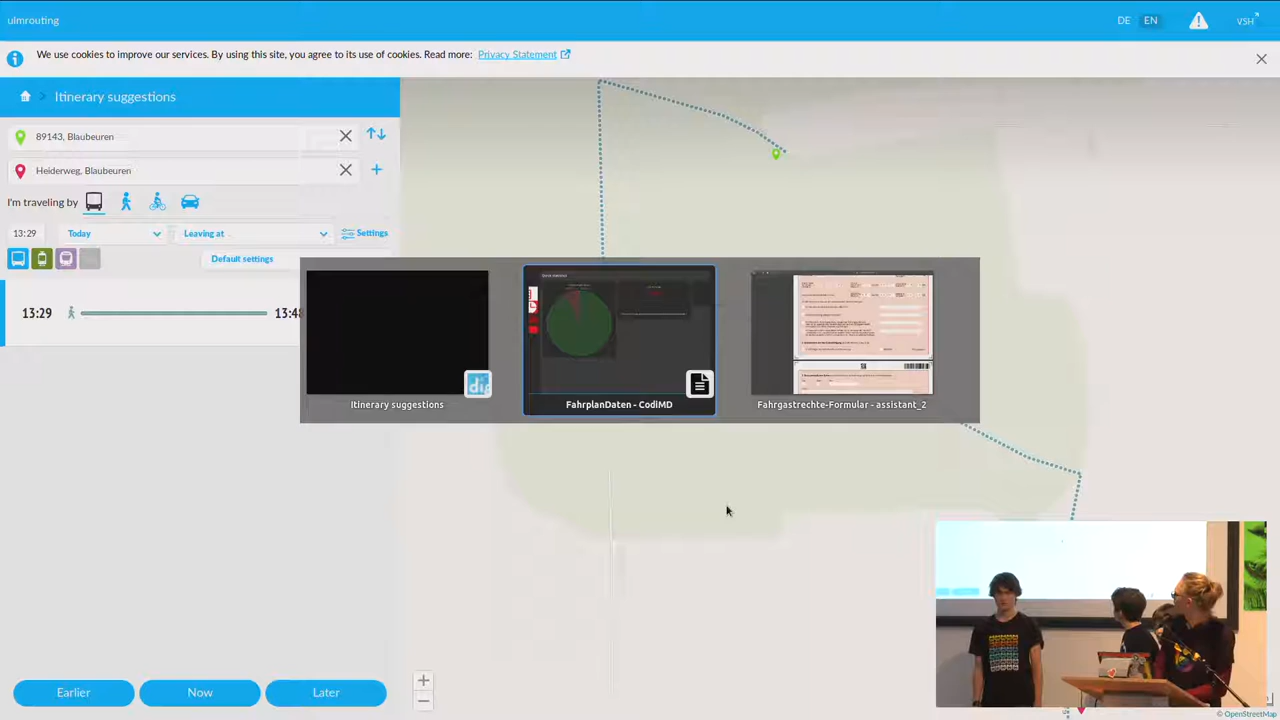 ulmrouting
DE EN
VSH
We use cookies to improve our services. By using this site, you agree to its use of cookies. Read more: Privacy Statement
Itinerary suggestions
89143, Blaubeuren
Heiderweg, Blaubeuren
I'm traveling by
13:29 Today Leaving at Settings
Default settings
13:29 13:48
Itinerary suggestions
FahrplanDaten - CodiMD
Fahrgastrechte-Formular - assistant_2
Earlier Now Later
© OpenStreetMap